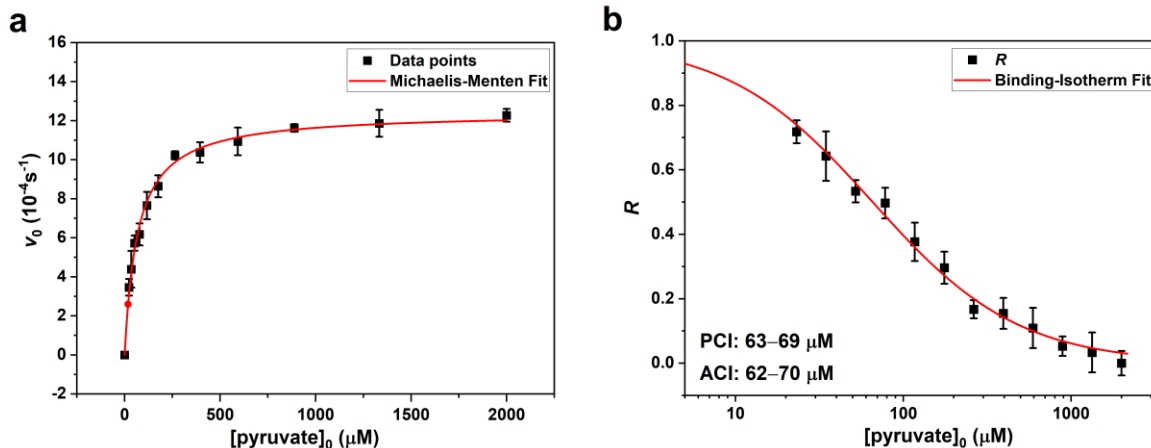 a
16
14
12
10
8
6
4
2
0
-2
v₀ (10⁻⁴s⁻¹)
Data points
Michaelis-Menten Fit
0 500 1000 1500 2000
[pyruvate]₀ (μM)
b
1.0
0.8
0.6
0.4
0.2
0.0
R
R
Binding-Isotherm Fit
PCI: 63–69 μM
ACI: 62–70 μM
10 100 1000
[pyruvate]₀ (μM)